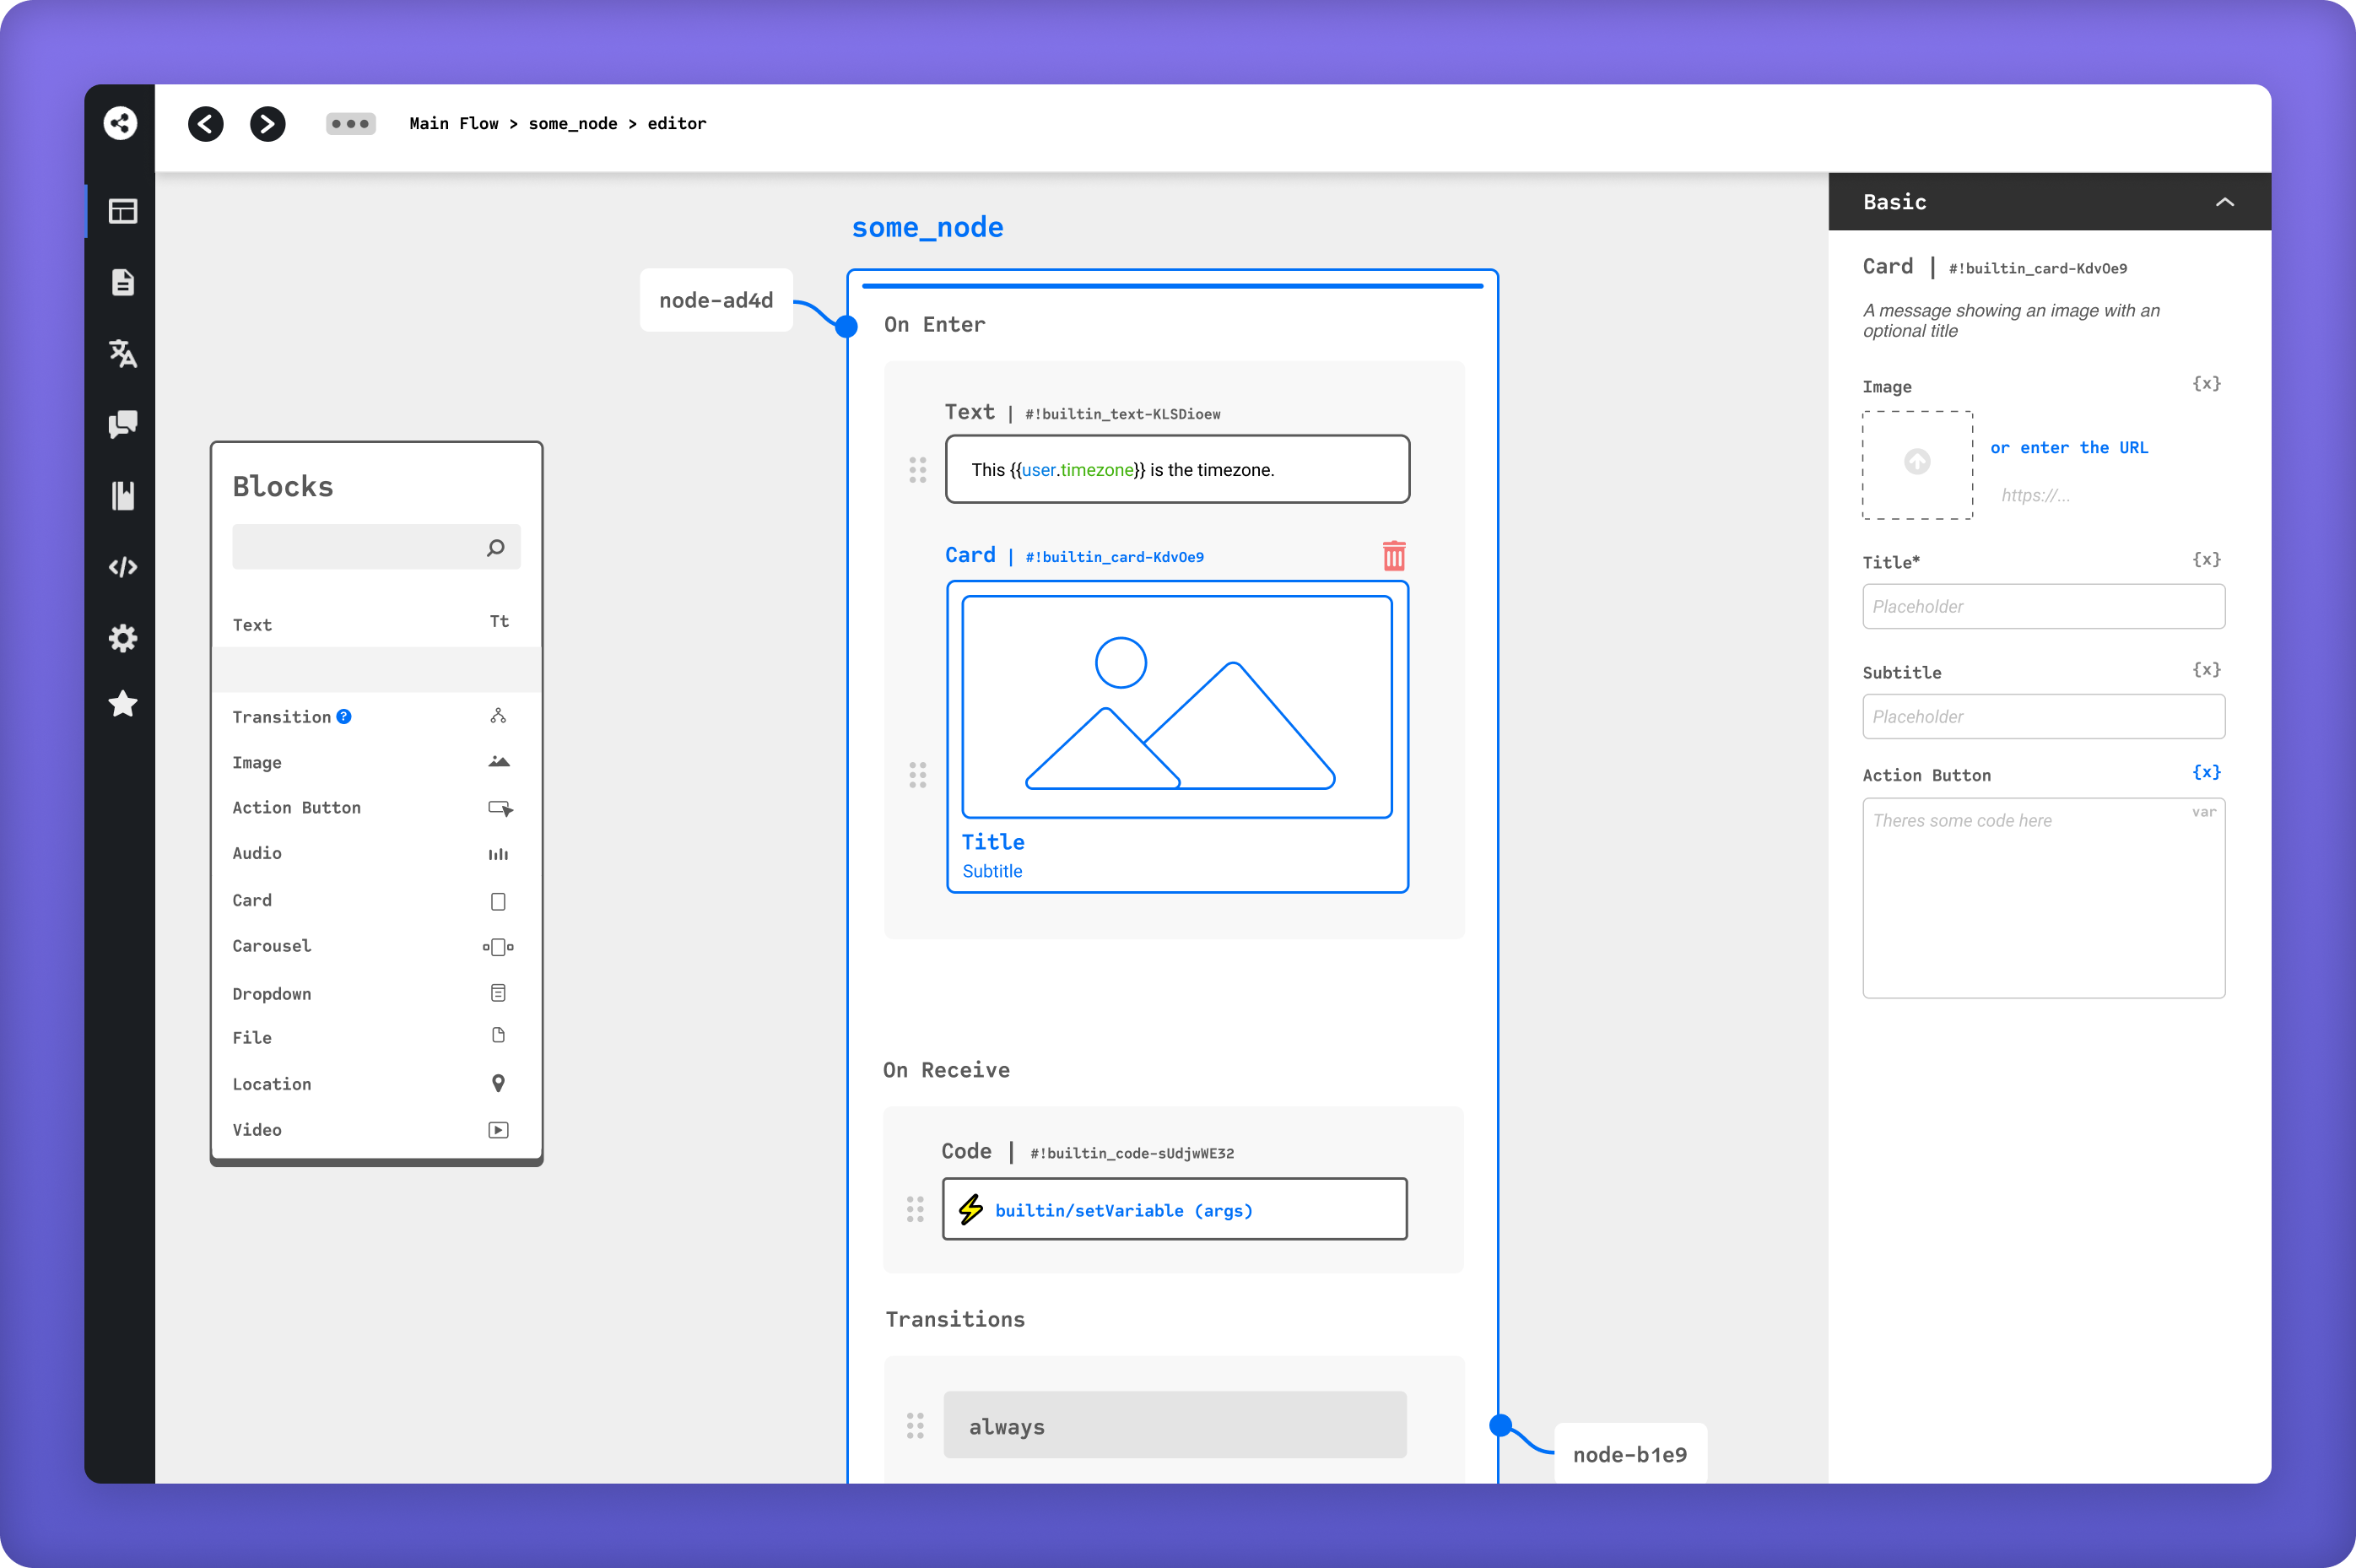 Main Flow > some_node > editor
some_node
node-ad4d
On Enter
Text | #!builtin_text-KLSDioew
This {{user.timezone}} is the timezone.
Card | #!builtin_card-KdvOe9
Title
Subtitle
On Receive
Code | #!builtin_code-sUdjwWE32
builtin/setVariable (args)
Transitions
always
node-b1e9
Blocks
Text
Tt
Transition ?
Image
Action Button
Audio
Card
Carousel
Dropdown
File
Location
Video
Basic
Card | #!builtin_card-KdvOe9
A message showing an image with an
optional title
Image {x}
or enter the URL
https://...
Title* {x}
Placeholder
Subtitle {x}
Placeholder
Action Button {x}
Theres some code here var